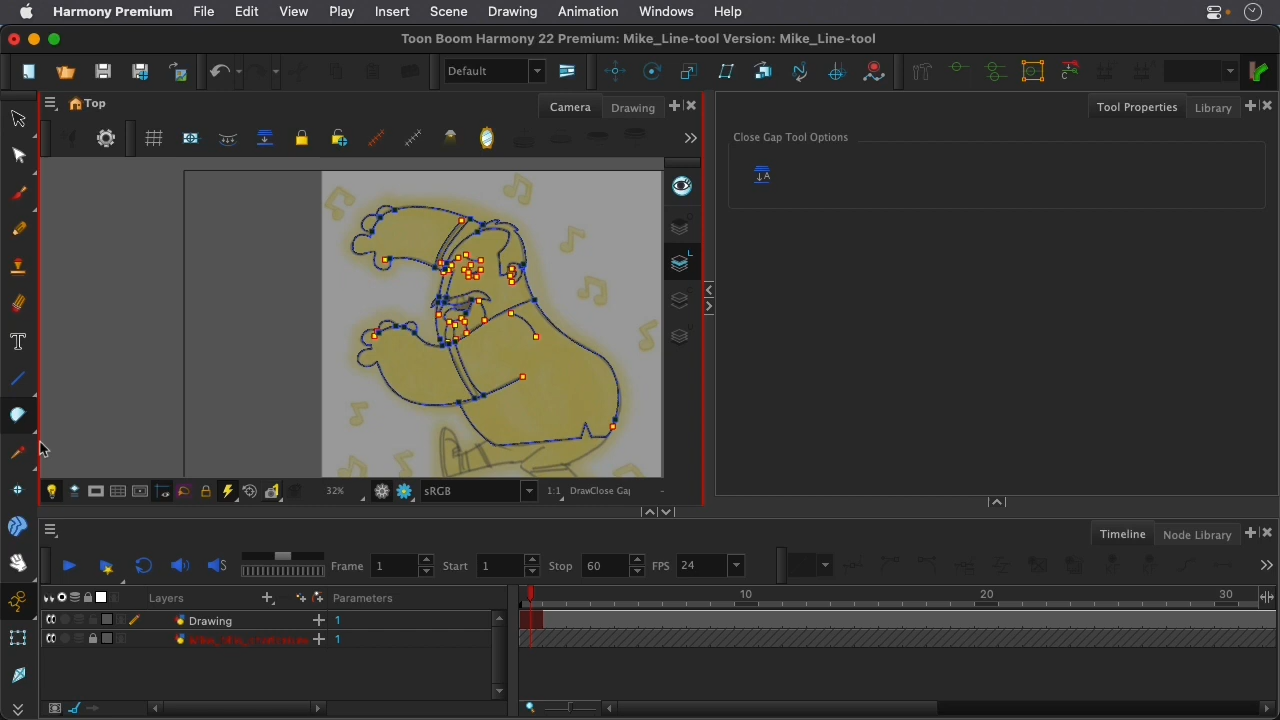 Harmony Premium File Edit View Play Insert Scene Drawing Animation Windows Help
Toon Boom Harmony 22 Premium: Mike_Line-tool Version: Mike_Line-tool
Default
Top
Camera
Drawing
Tool Properties
Library
Close Gap Tool Options
A
T
32%
sRGB
1:1
DrawClose Gap
Timeline
Node Library
Frame 1 Start 1 Stop 60 FPS 24
Layers
Parameters
10
20
30
Drawing
1
1